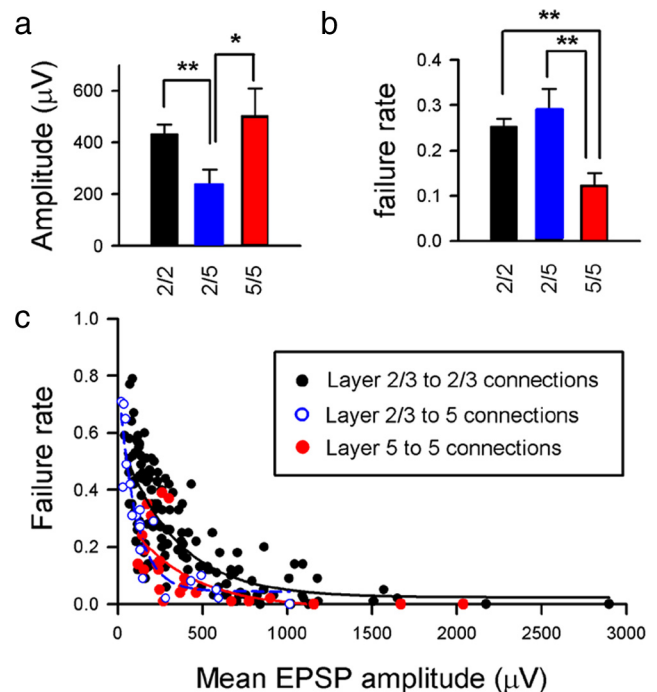 a
b
**
*
**
**
Amplitude (μV)
600
400
200
0
2/2
2/5
5/5
failure rate
0.4
0.3
0.2
0.1
0.0
2/2
2/5
5/5
c
Failure rate
1.0
0.8
0.6
0.4
0.2
0.0
Layer 2/3 to 2/3 connections
Layer 2/3 to 5 connections
Layer 5 to 5 connections
0 500 1000 1500 2000 2500 3000
Mean EPSP amplitude (μV)